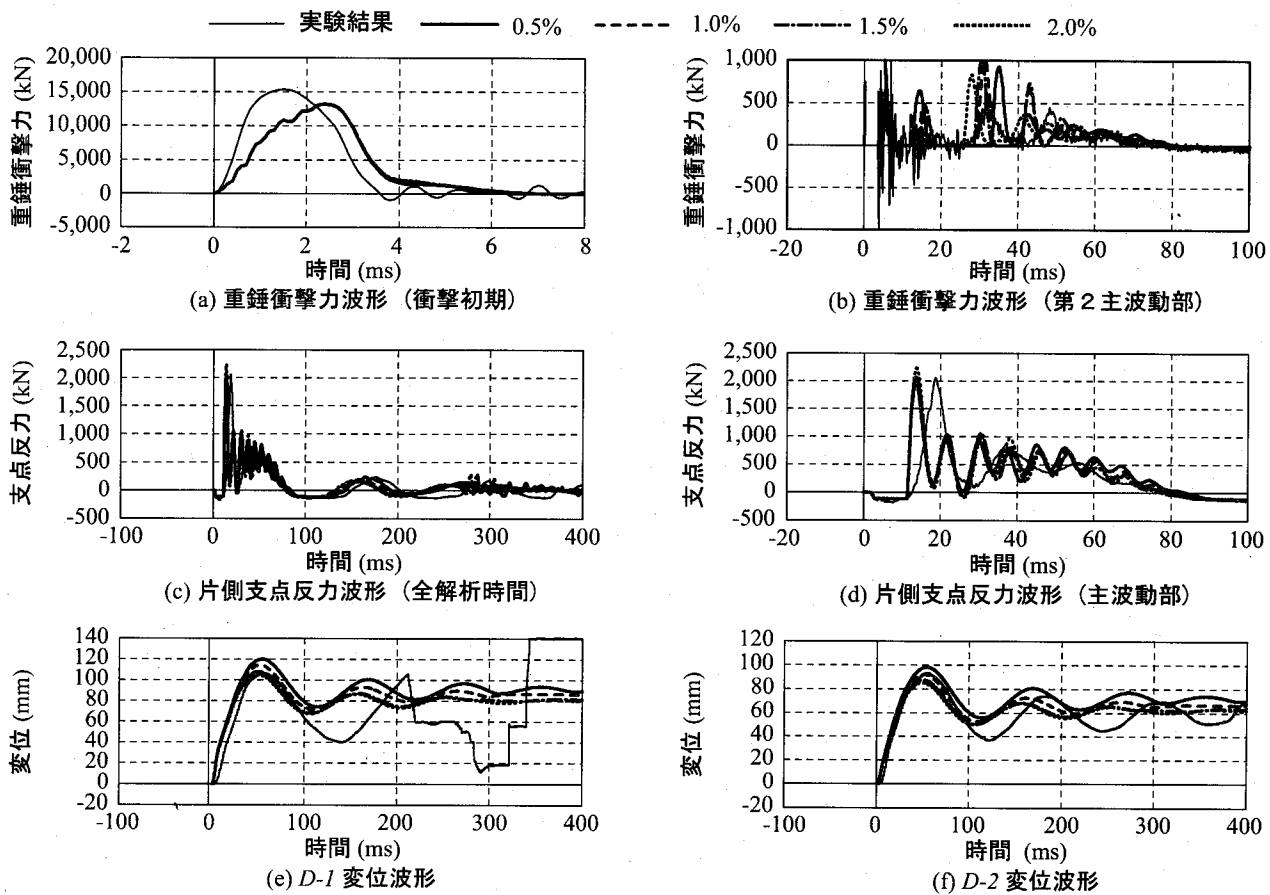 実験結果 0.5% 1.0% 1.5% 2.0%
重錘衝撃力 (kN)
20,000
15,000
10,000
5,000
0
-5,000
-2 0 2 4 6 8
時間 (ms)
(a) 重錘衝撃力波形（衝撃初期）
重錘衝撃力 (kN)
1,000
500
0
-500
-1,000
-20 0 20 40 60 80 100
時間 (ms)
(b) 重錘衝撃力波形（第２主波動部）
支点反力 (kN)
2,500
2,000
1,500
1,000
500
0
-500
-100 0 100 200 300 400
時間 (ms)
(c) 片側支点反力波形（全解析時間）
支点反力 (kN)
2,500
2,000
1,500
1,000
500
0
-500
-20 0 20 40 60 80 100
時間 (ms)
(d) 片側支点反力波形（主波動部）
変位 (mm)
140
120
100
80
60
40
20
0
-20
-100 0 100 200 300 400
時間 (ms)
(e) D-1 変位波形
変位 (mm)
120
100
80
60
40
20
0
-20
-100 0 100 200 300 400
時間 (ms)
(f) D-2 変位波形